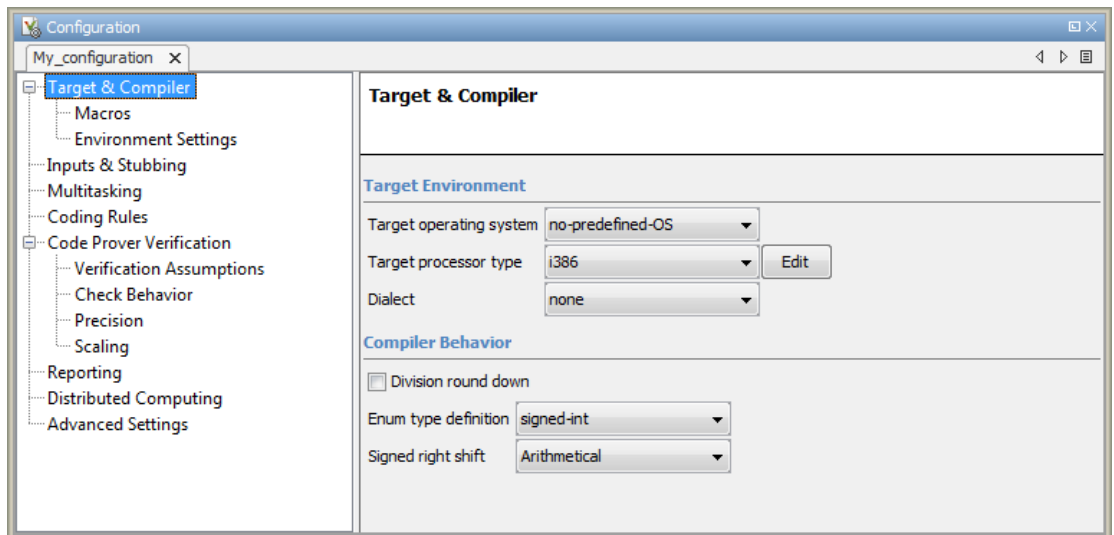 Configuration
My_configuration X
Target & Compiler
Macros
Environment Settings
Inputs & Stubbing
Multitasking
Coding Rules
Code Prover Verification
Verification Assumptions
Check Behavior
Precision
Scaling
Reporting
Distributed Computing
Advanced Settings
Target & Compiler
Target Environment
Target operating system no-predefined-OS
Target processor type i386 Edit
Dialect none
Compiler Behavior
Division round down
Enum type definition signed-int
Signed right shift Arithmetical